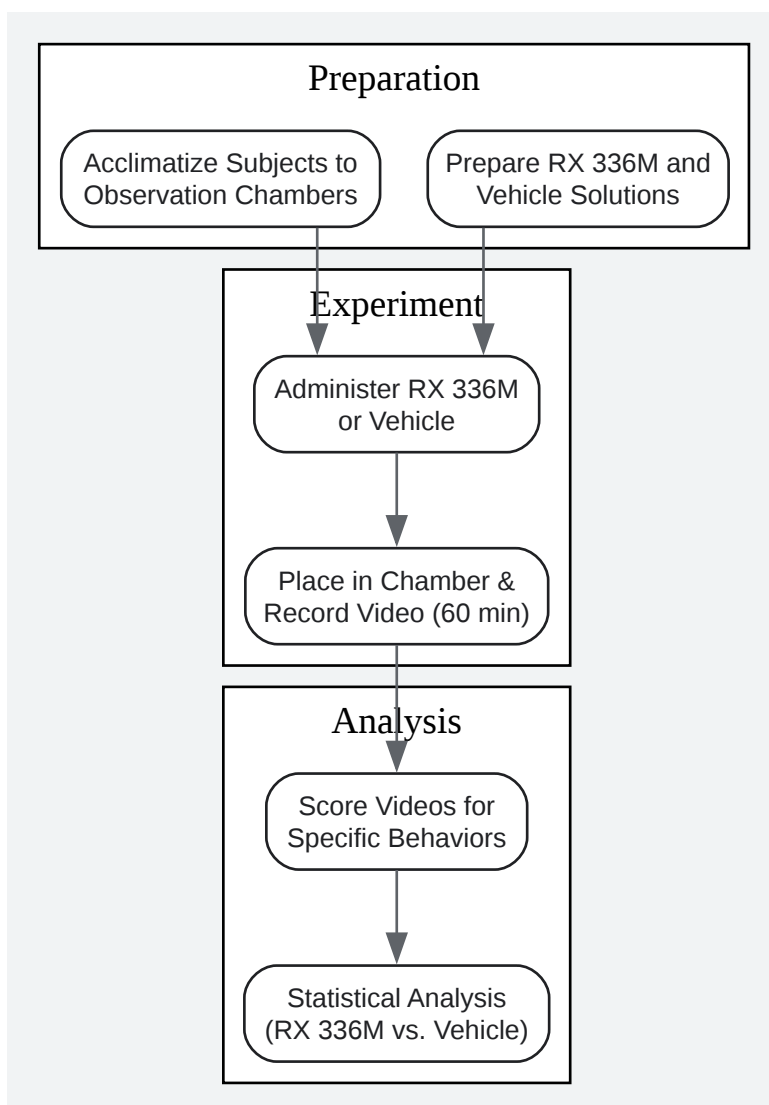 Preparation
Acclimatize Subjects to
Observation Chambers
Prepare RX 336M and
Vehicle Solutions
Experiment
Administer RX 336M
or Vehicle
Place in Chamber &
Record Video (60 min)
Analysis
Score Videos for
Specific Behaviors
Statistical Analysis
(RX 336M vs. Vehicle)